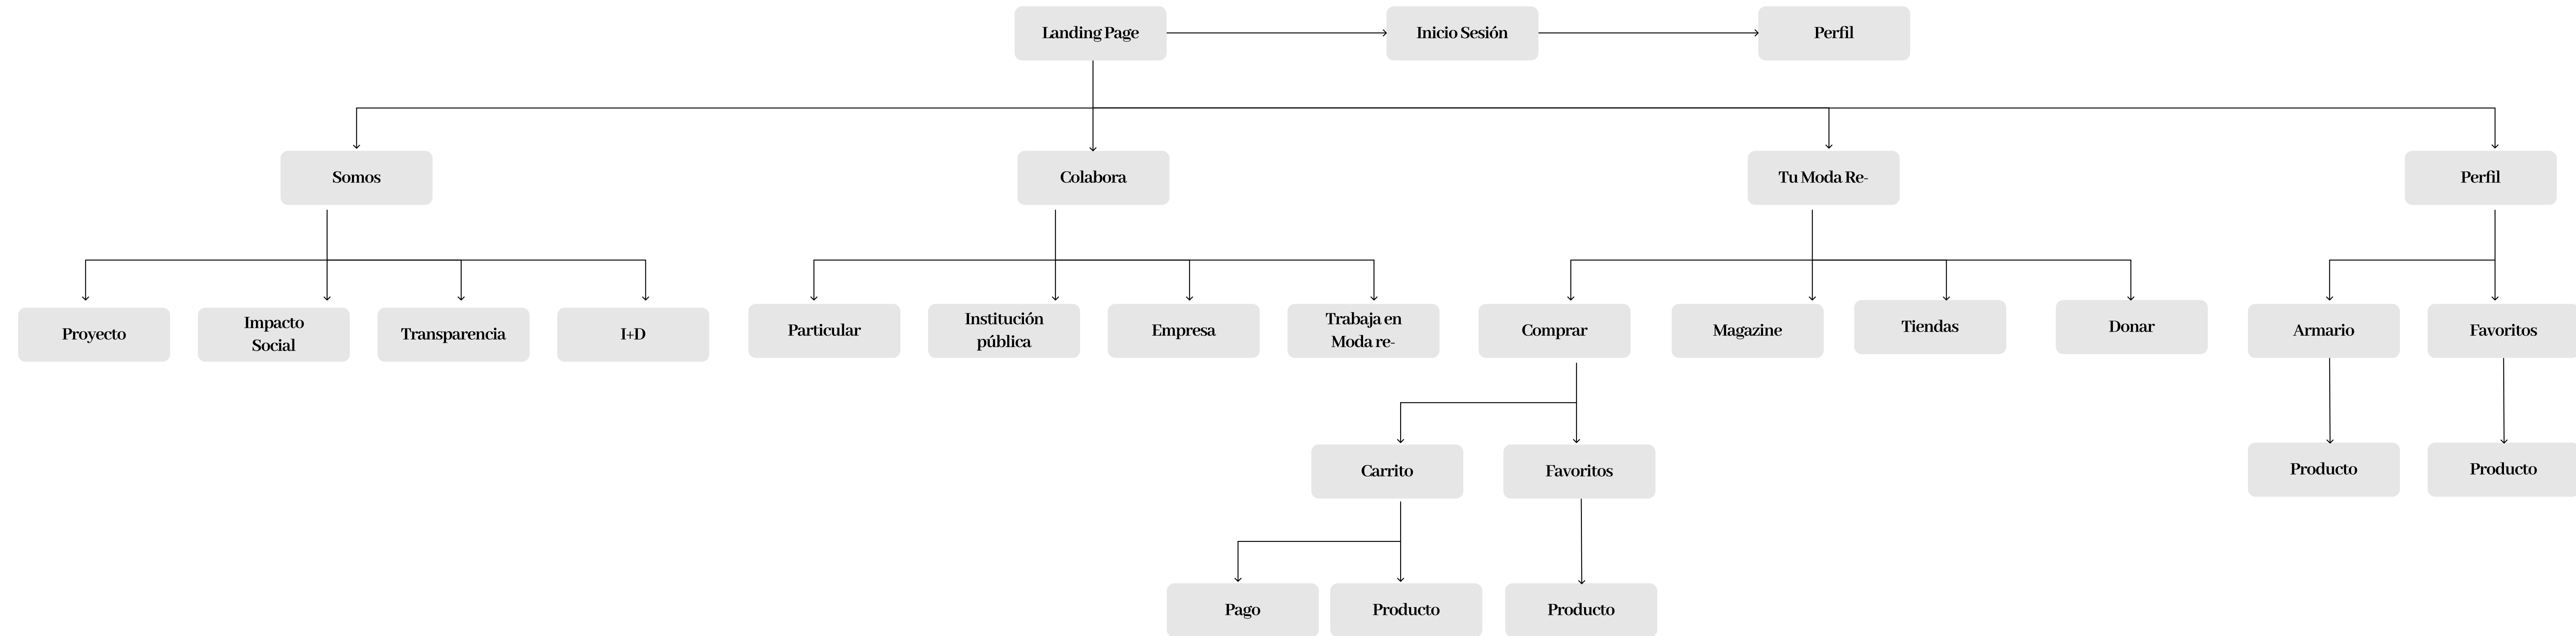 Landing Page
Inicio Sesión
Perfil
Somos
Colabora
Tu Moda Re-
Perfil
Proyecto
Impacto
Social
Transparencia
I+D
Particular
Institución
pública
Empresa
Trabaja en
Moda re-
Comprar
Magazine
Tiendas
Donar
Armario
Favoritos
Carrito
Favoritos
Producto
Producto
Pago
Producto
Producto